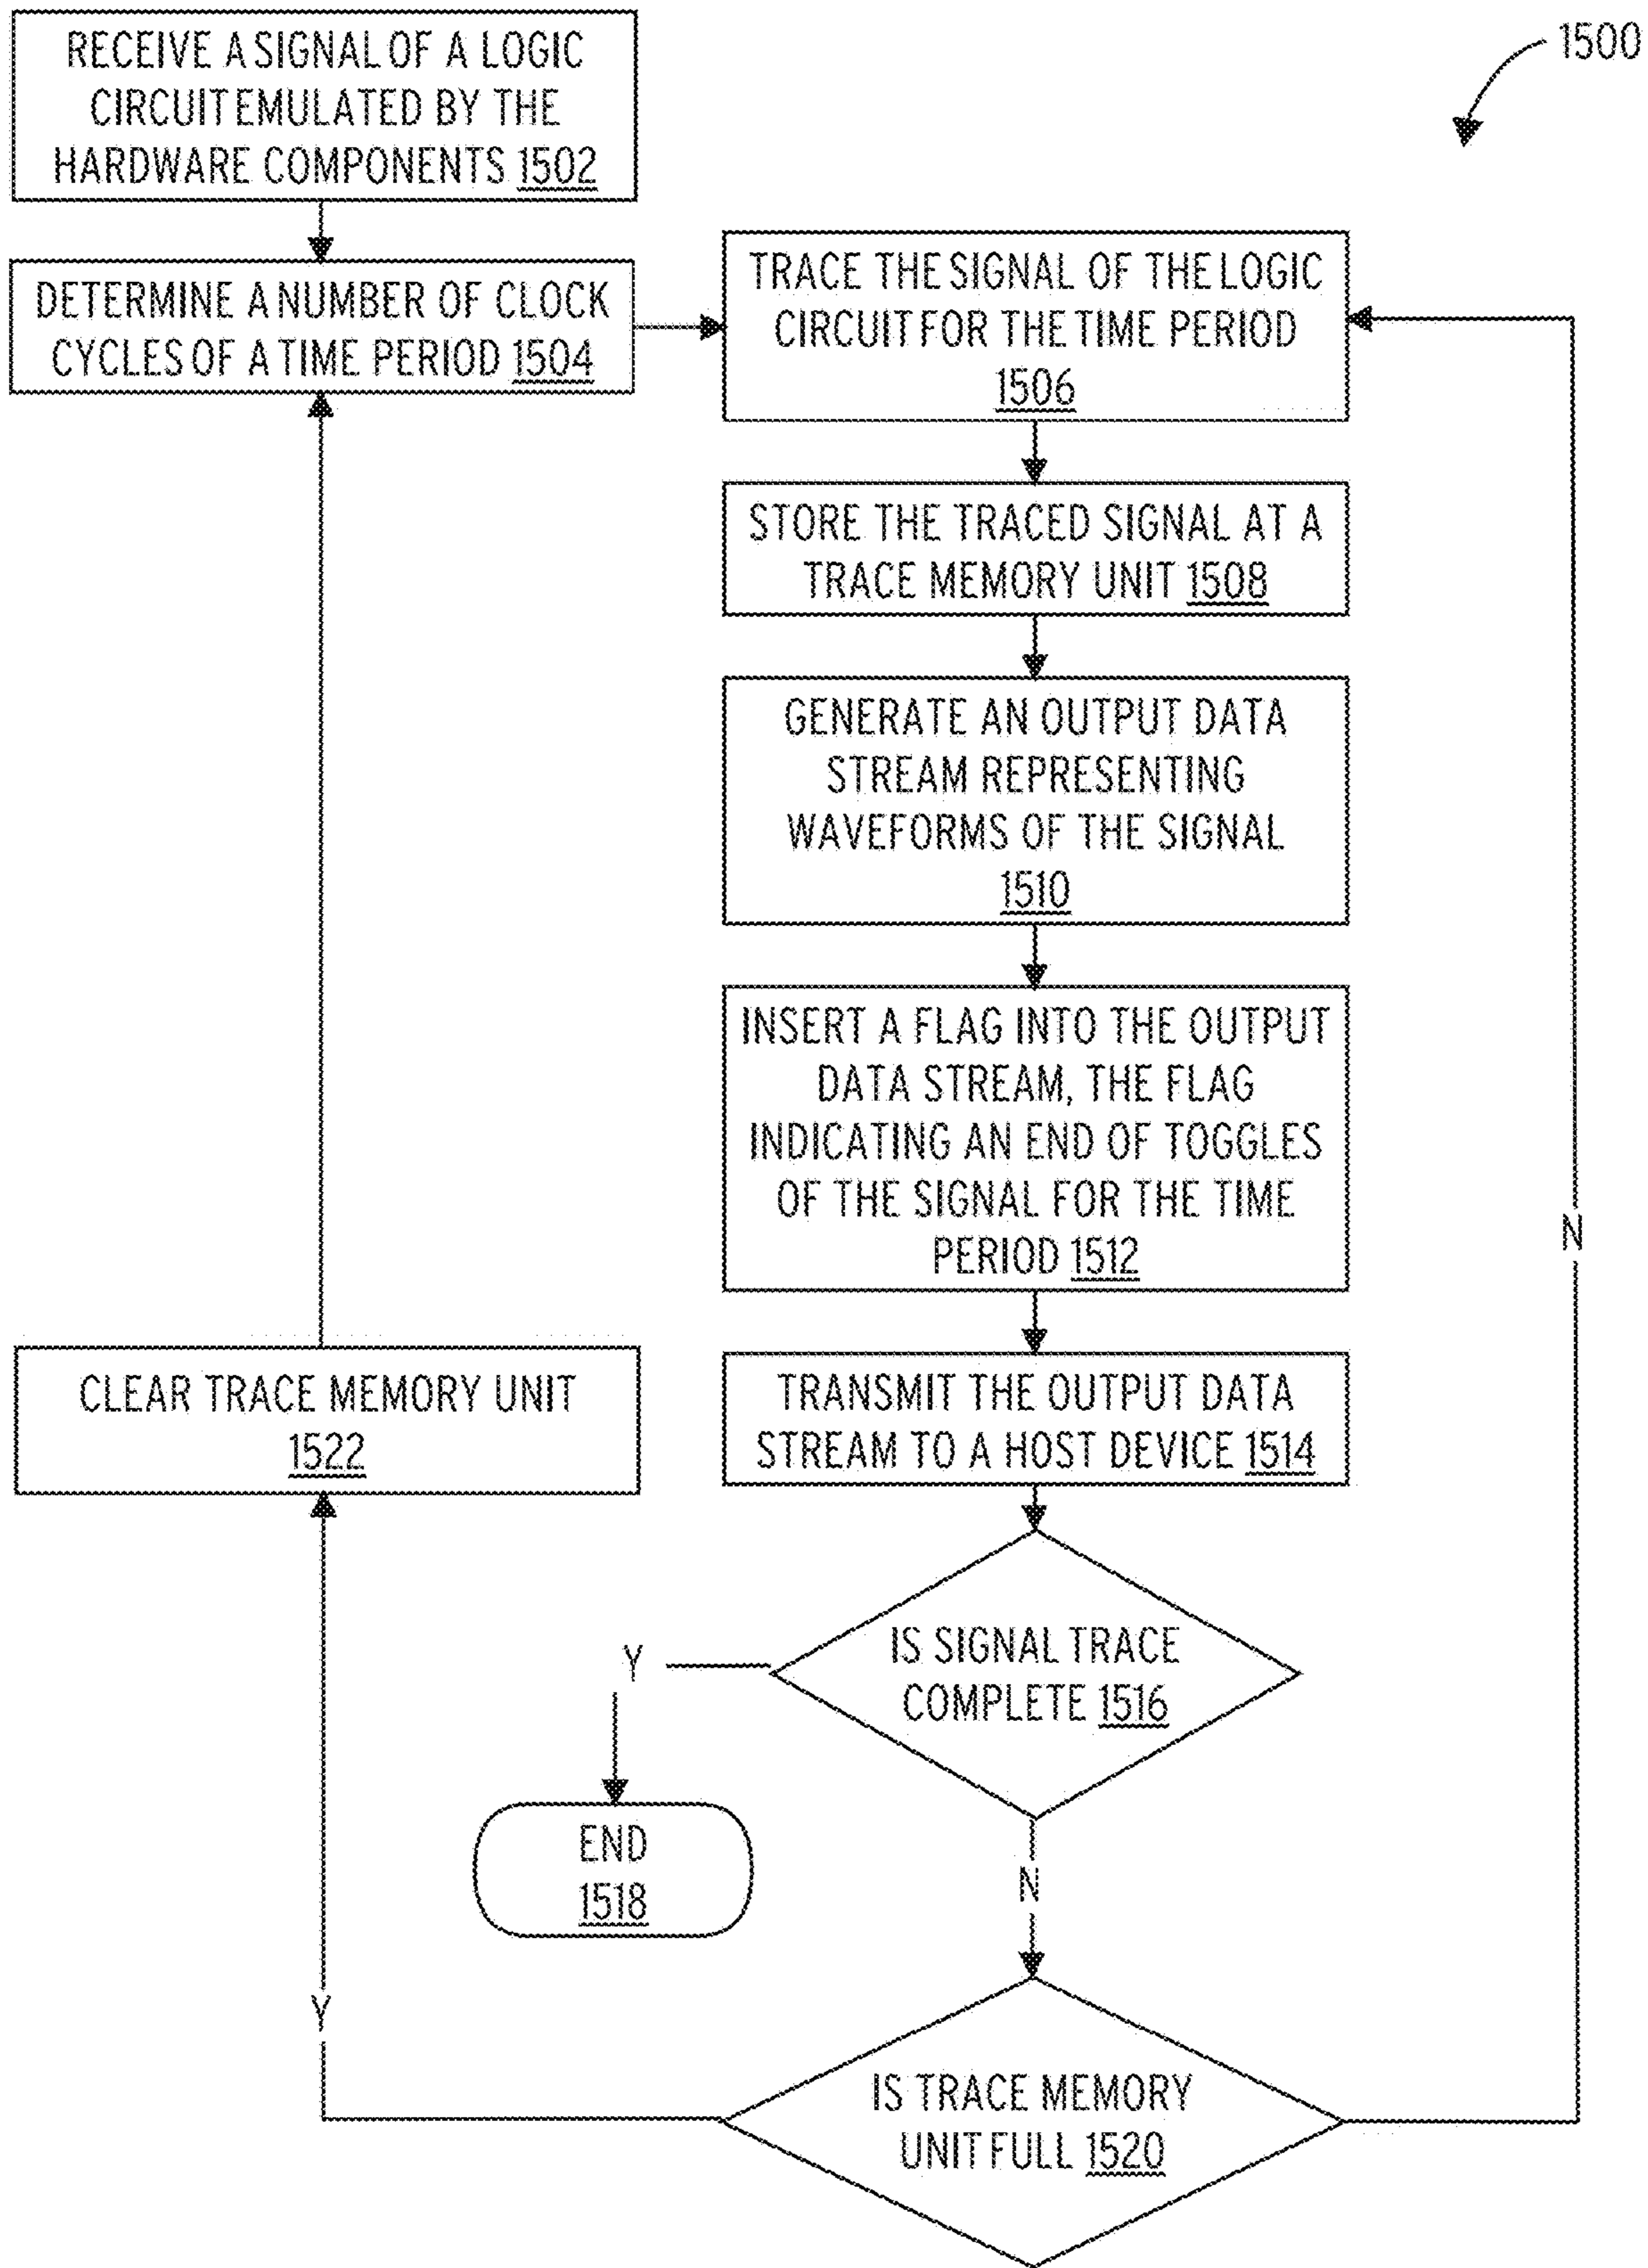 1500
RECEIVE A SIGNAL OF A LOGIC
CIRCUIT EMULATED BY THE
HARDWARE COMPONENTS 1502
DETERMINE A NUMBER OF CLOCK
CYCLES OF A TIME PERIOD 1504
TRACE THE SIGNAL OF THE LOGIC
CIRCUIT FOR THE TIME PERIOD
1506
STORE THE TRACED SIGNAL AT A
TRACE MEMORY UNIT 1508
GENERATE AN OUTPUT DATA
STREAM REPRESENTING
WAVEFORMS OF THE SIGNAL
1510
INSERT A FLAG INTO THE OUTPUT
DATA STREAM, THE FLAG
INDICATING AN END OF TOGGLES
OF THE SIGNAL FOR THE TIME
PERIOD 1512
TRANSMIT THE OUTPUT DATA
STREAM TO A HOST DEVICE 1514
IS SIGNAL TRACE
COMPLETE 1516
Y
END
1518
N
IS TRACE MEMORY
UNIT FULL 1520
Y
N
CLEAR TRACE MEMORY UNIT
1522